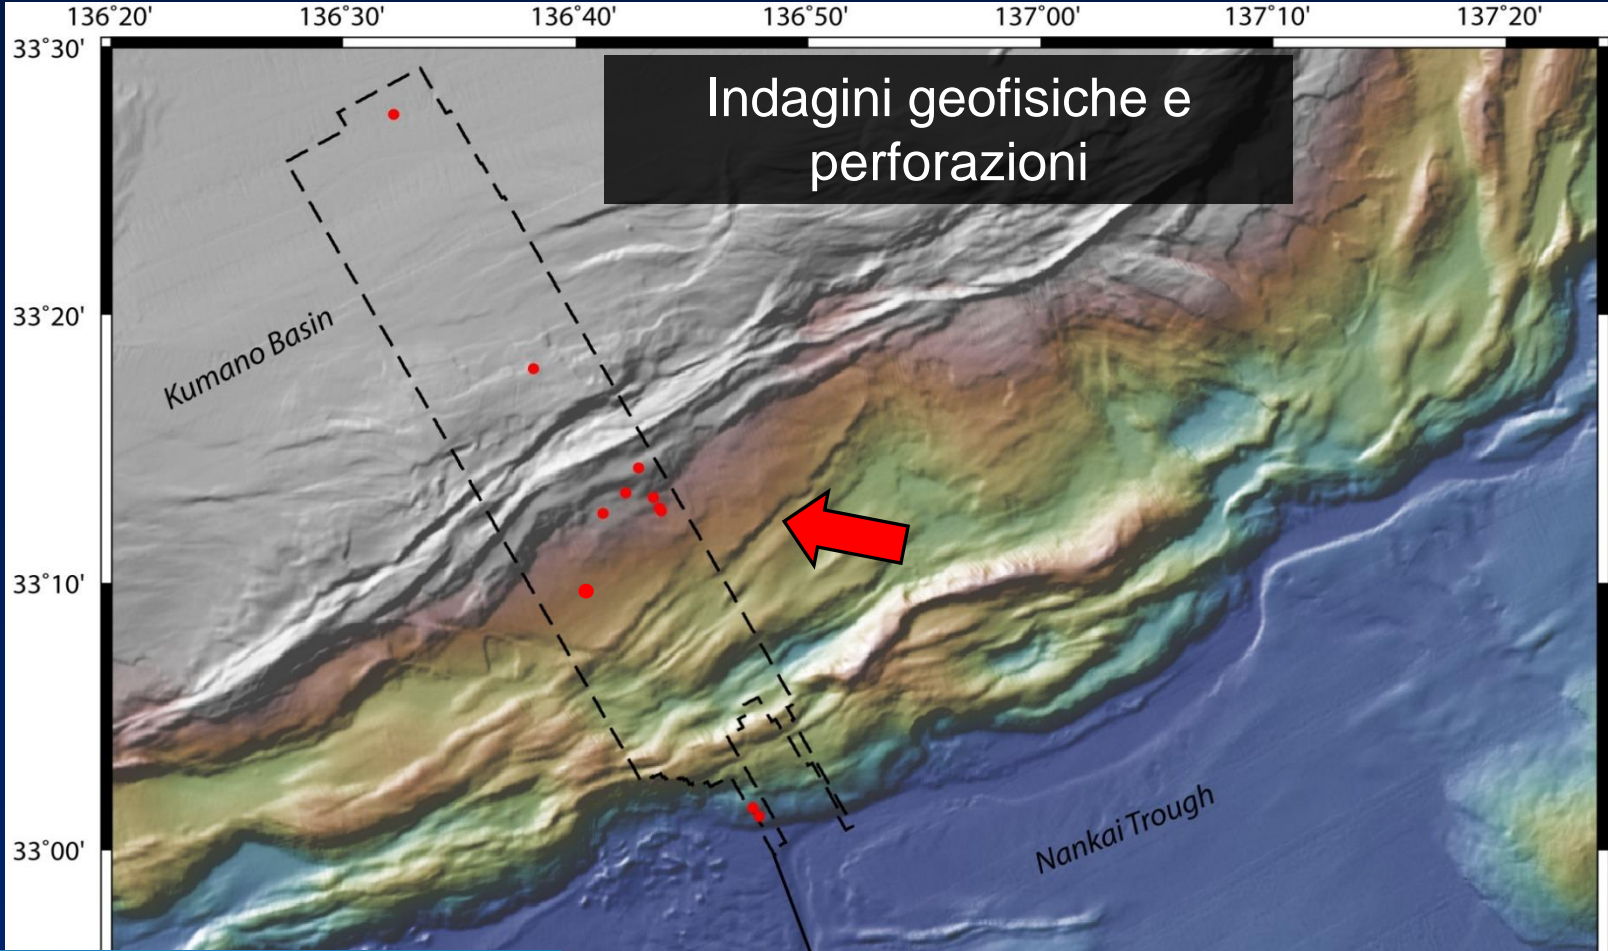 136°20' 136°30' 136°40' 136°50' 137°00' 137°10' 137°20'
33°30'
Indagini geofisiche e
perforazioni
33°20'
Kumano Basin
33°10'
Nankai Trough
33°00'